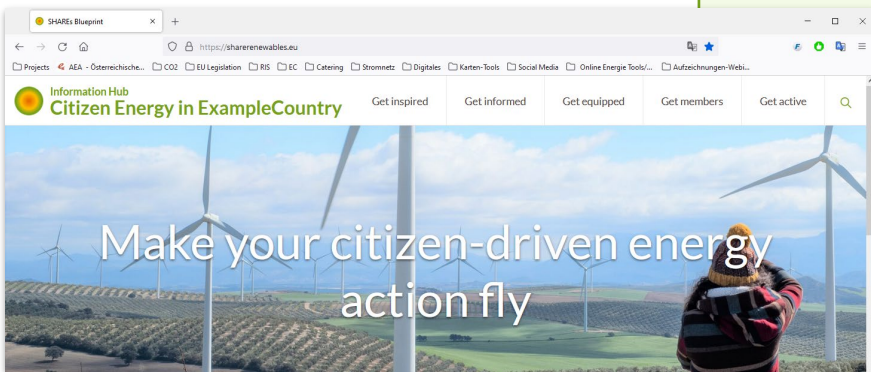 SHAREs Blueprint
https://sharerenewables.eu
Projects AEA - Österreichische... CO2 EU Legislation RIS EC Catering Stromnetz Digitales Karten-Tools Social Media Online Energie Tools/... Aufzeichnungen-Webi...
Information Hub
Citizen Energy in ExampleCountry
Get inspired Get informed Get equipped Get members Get active
Make your citizen-driven energy
action fly